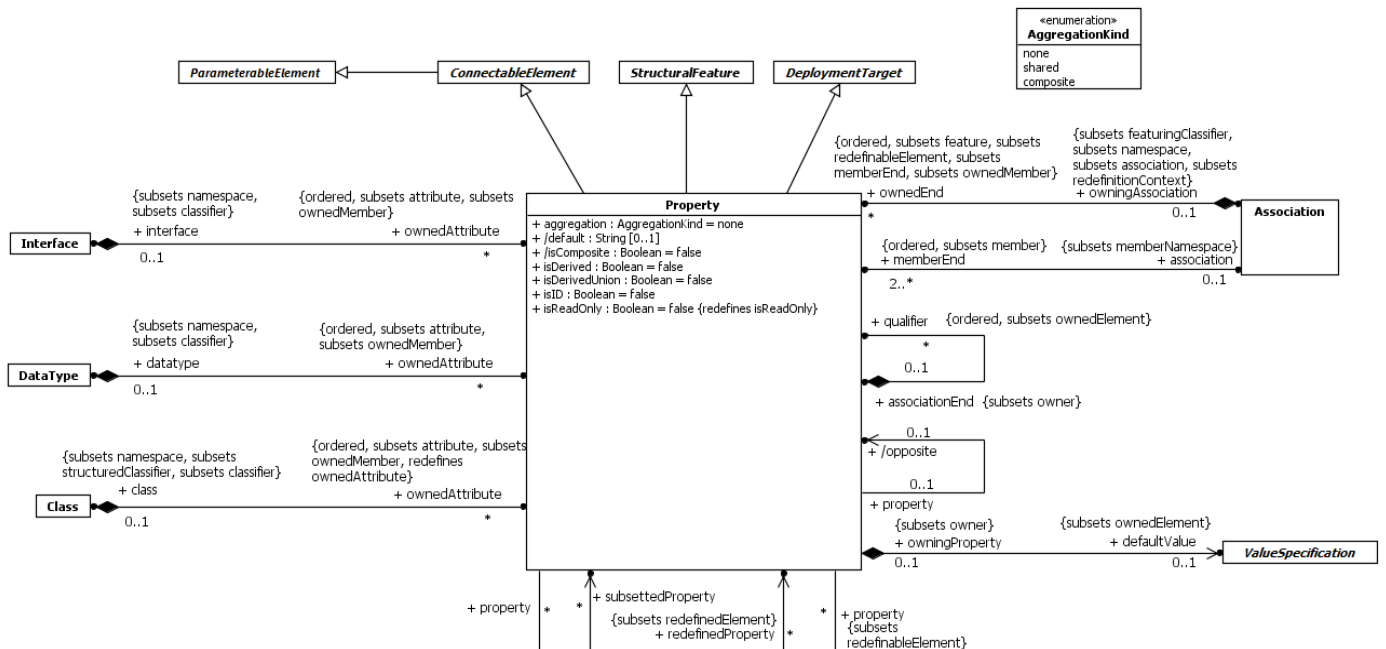 «enumeration»
AggregationKind
none
shared
composite
ParameterableElement
ConnectableElement
StructuralFeature
DeploymentTarget
{ordered, subsets feature, subsets
redefinableElement, subsets
memberEnd, subsets ownedMember}
+ ownedEnd
*
{subsets featuringClassifier,
subsets namespace,
subsets association, subsets
redefinitionContext}
+ owningAssociation
0..1
Association
{subsets namespace,
subsets classifier}
+ interface
0..1
{ordered, subsets attribute, subsets
ownedMember}
+ ownedAttribute
*
Interface
Property
+ aggregation : AggregationKind = none
+ /default : String [0..1]
+ /isComposite : Boolean = false
+ isDerived : Boolean = false
+ isDerivedUnion : Boolean = false
+ isID : Boolean = false
+ isReadOnly : Boolean = false {redefines isReadOnly}
{ordered, subsets member}
+ memberEnd
2..*
{subsets memberNamespace}
+ association
0..1
{subsets namespace,
subsets classifier}
+ datatype
0..1
{ordered, subsets attribute,
subsets ownedMember}
+ ownedAttribute
*
DataType
+ qualifier
{ordered, subsets ownedElement}
*
0..1
+ associationEnd {subsets owner}
0..1
+ /opposite
0..1
+ property
{subsets namespace, subsets
structuredClassifier, subsets classifier}
+ class
0..1
{ordered, subsets attribute, subsets
ownedMember, redefines
ownedAttribute}
+ ownedAttribute
*
Class
{subsets owner}
+ owningProperty
0..1
{subsets ownedElement}
+ defaultValue
0..1
ValueSpecification
+ property
*
*
+ subsettedProperty
{subsets redefinedElement}
+ redefinedProperty
*
*
+ property
{subsets
redefinableElement}